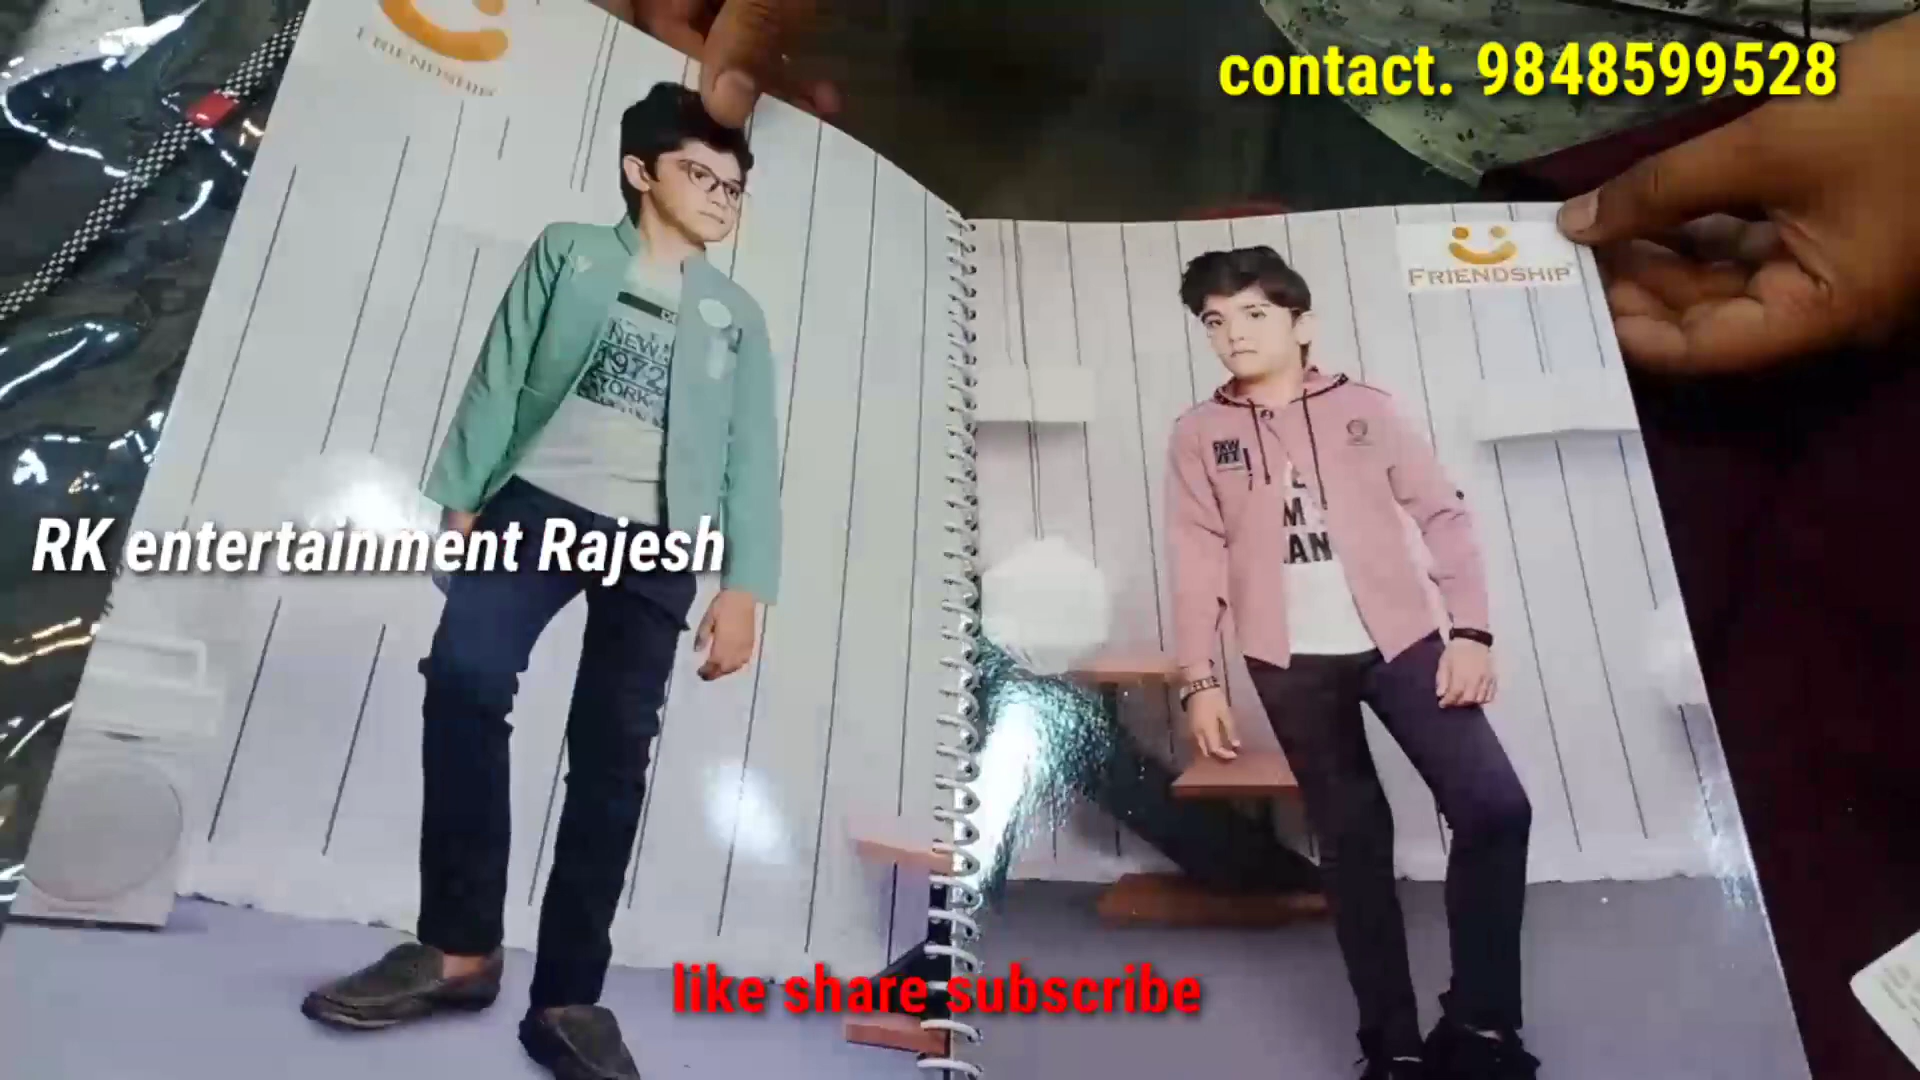 FRIENDSHIP
contact. 9848599528
FRIENDSHIP
NEW
1972
YORK
RK entertainment Rajesh
like share subscribe